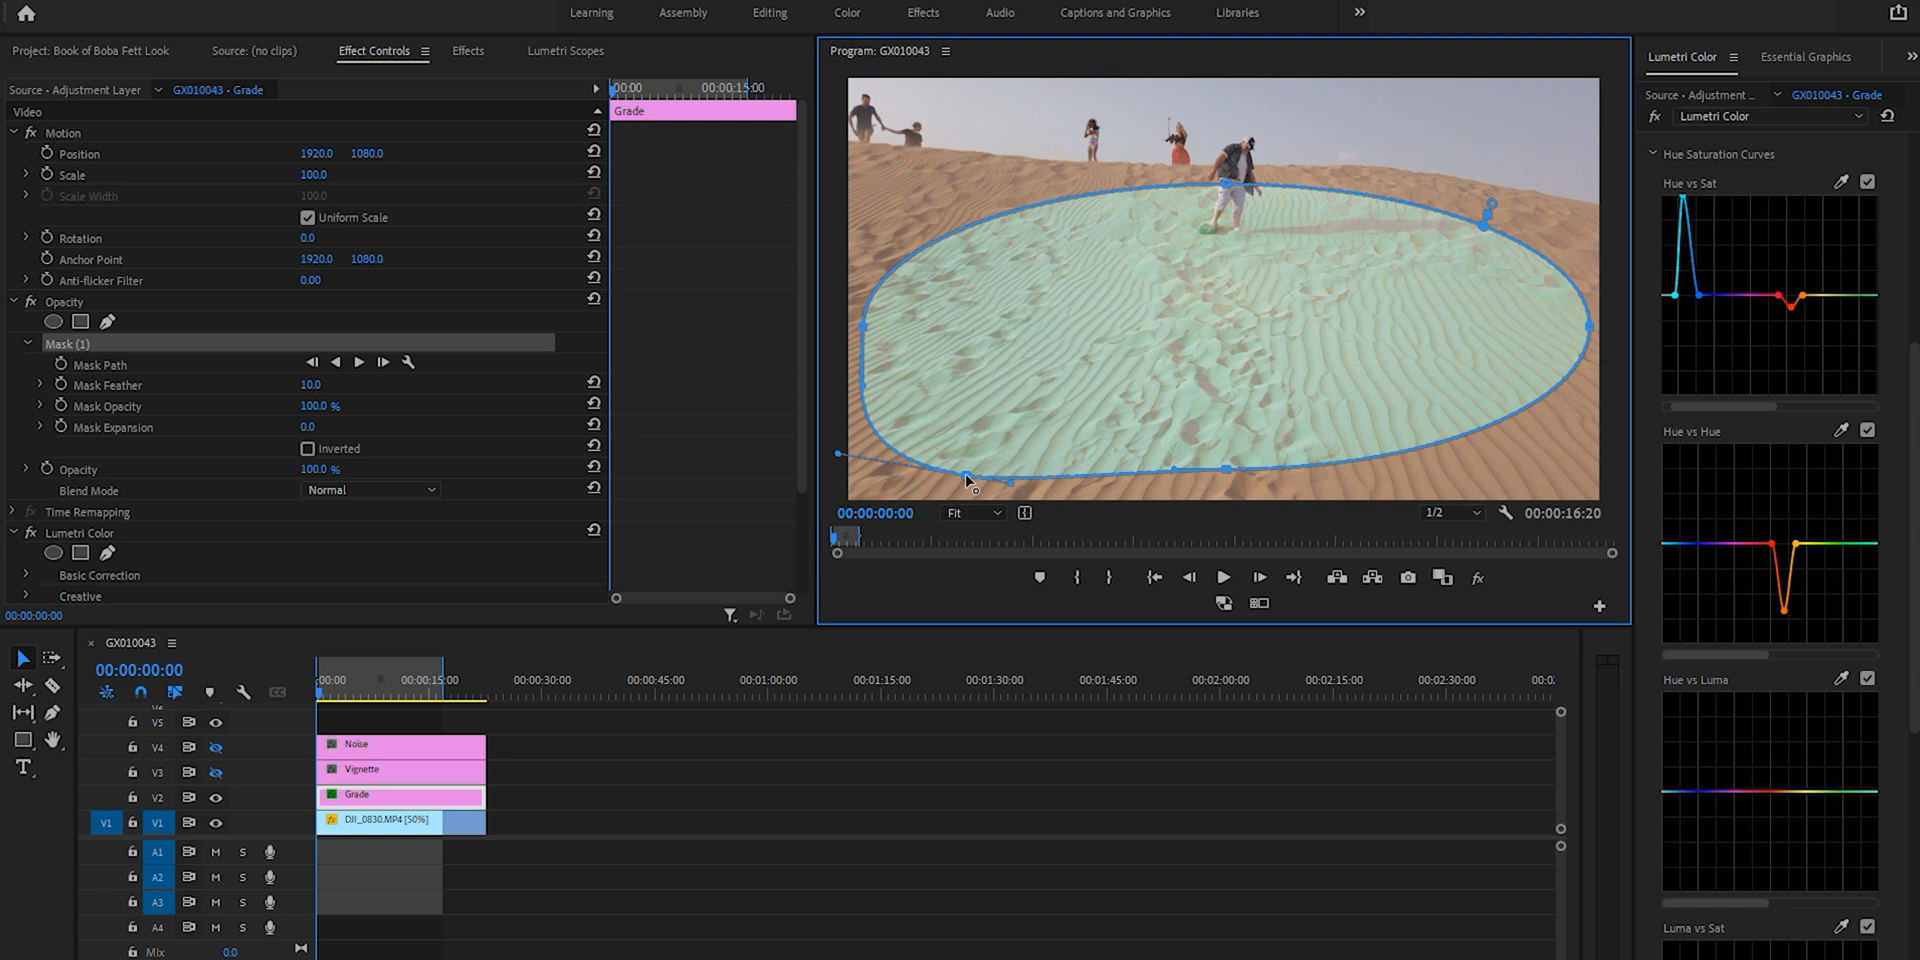 Learning Assembly Editing Color Effects Audio Captions and Graphics Libraries
Project: Book of Boba Fett Look Source: (no clips) Effect Controls Effects Lumetri Scopes
Source - Adjustment Layer GX010043 - Grade
:00:00 00:00:15:00
Video
Grade
Motion
Position 1920.0 1080.0
Scale 100.0
Scale Width 100.0
Uniform Scale
Rotation 0.0
Anchor Point 1920.0 1080.0
Anti-flicker Filter 0.00
fx Opacity
Mask (1)
Mask Path
Mask Feather 10.0
Mask Opacity 100.0 %
Mask Expansion 0.0
Inverted
Opacity 100.0 %
Blend Mode Normal
Time Remapping
fx Lumetri Color
Basic Correction
Creative
00:00:00:00
Program: GX010043
00:00:00:00 Fit 1/2 00:00:16:20
fx
Lumetri Color Essential Graphics
Source - Adjustment ... GX010043 - Grade
fx Lumetri Color
Hue Saturation Curves
Hue vs Sat
Hue vs Hue
Hue vs Luma
Luma vs Sat
GX010043
00:00:00:00
:00:00 00:00:15:00 00:00:30:00 00:00:45:00 00:01:00:00 00:01:15:00 00:01:30:00 00:01:45:00 00:02:00:00 00:02:15:00 00:02:30:00 00:02:
V5
V4 Noise
V3 Vignette
V2 Grade
V1 V1 DJI_0830.MP4 [50%]
A1 M S
A2 M S
A3 M S
A4 M S
Mix 0.0